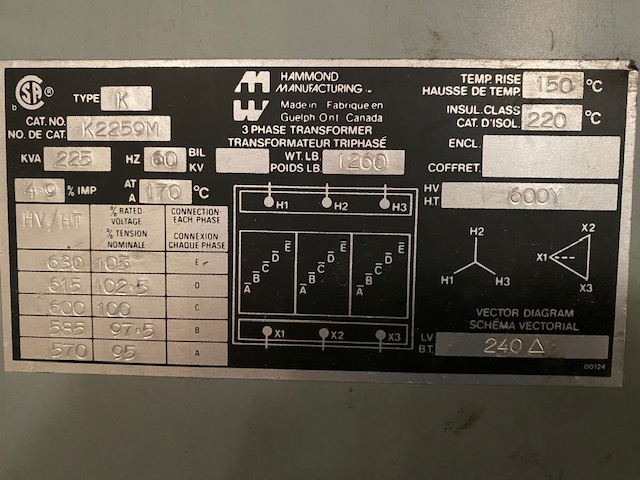 b SA ®
TYPE K
CAT. NO.
NO. DE CAT. K2259M
KVA 225 HZ 60 BIL KV
4.9 % IMP AT A 170 °C
HAMMOND
MANUFACTURING
Made in Fabrique en
Guelph Ont Canada
3 PHASE TRANSFORMER
TRANSFORMATEUR TRIPHASÉ
WT. LB.
POIDS LB. 1260
TEMP. RISE
HAUSSE DE TEMP. 150 °C
INSUL. CLASS
CAT. D'ISOL. 220 °C
ENCL.
COFFRET.
HV
H.T 600Y
HV/HT
% RATED VOLTAGE
% TENSION NOMINALE
CONNECTION EACH PHASE
CONNEXION CHAQUE PHASE
630 105 E
615 102.5 D
600 100 C
585 97.5 B
570 95 A
H1 H2 H3
A B C D E A B C D E A B C D E
X1 X2 X3
H2
H1 H3
X2
X1
X3
VECTOR DIAGRAM
SCHÉMA VECTORIAL
LV
B.T. 240 Δ
00124